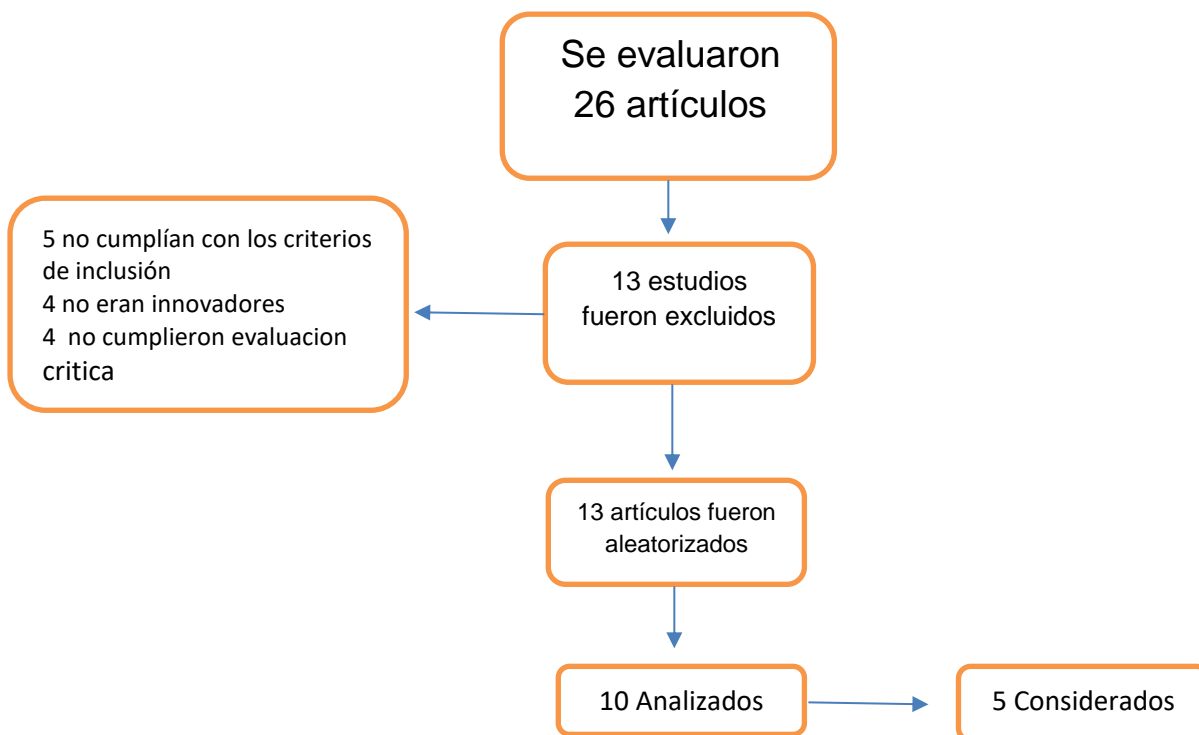 Se evaluaron
26 artículos
5 no cumplían con los criterios
de inclusión
4 no eran innovadores
4 no cumplieron evaluacion
critica
13 estudios
fueron excluidos
13 artículos fueron
aleatorizados
10 Analizados
5 Considerados